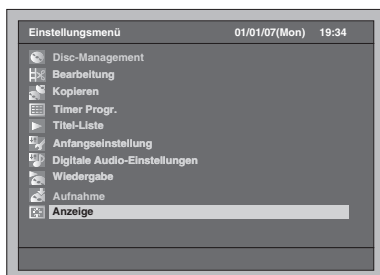 Einstellungsmenü 01/01/07(Mon) 19:34
Disc-Management
Bearbeitung
Kopieren
Timer Progr.
Titel-Liste
Anfangseinstellung
Digitale Audio-Einstellungen
Wiedergabe
Aufnahme
Anzeige